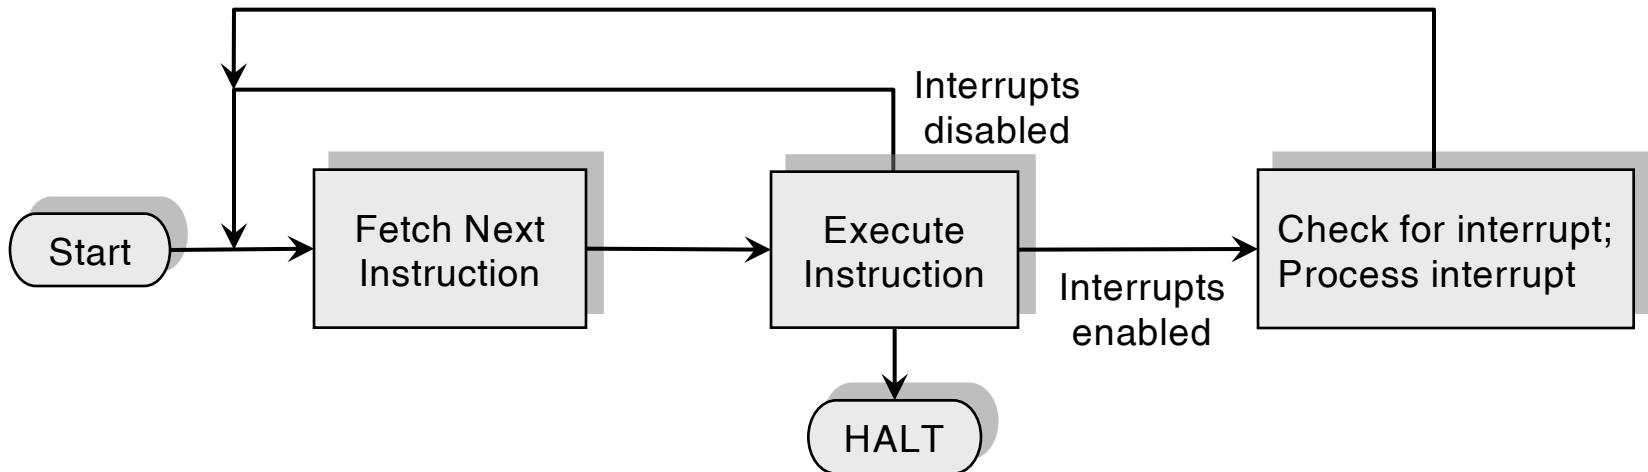 Interrupts
disabled
Start
Fetch Next
Instruction
Execute
Instruction
Interrupts
enabled
Check for interrupt;
Process interrupt
HALT